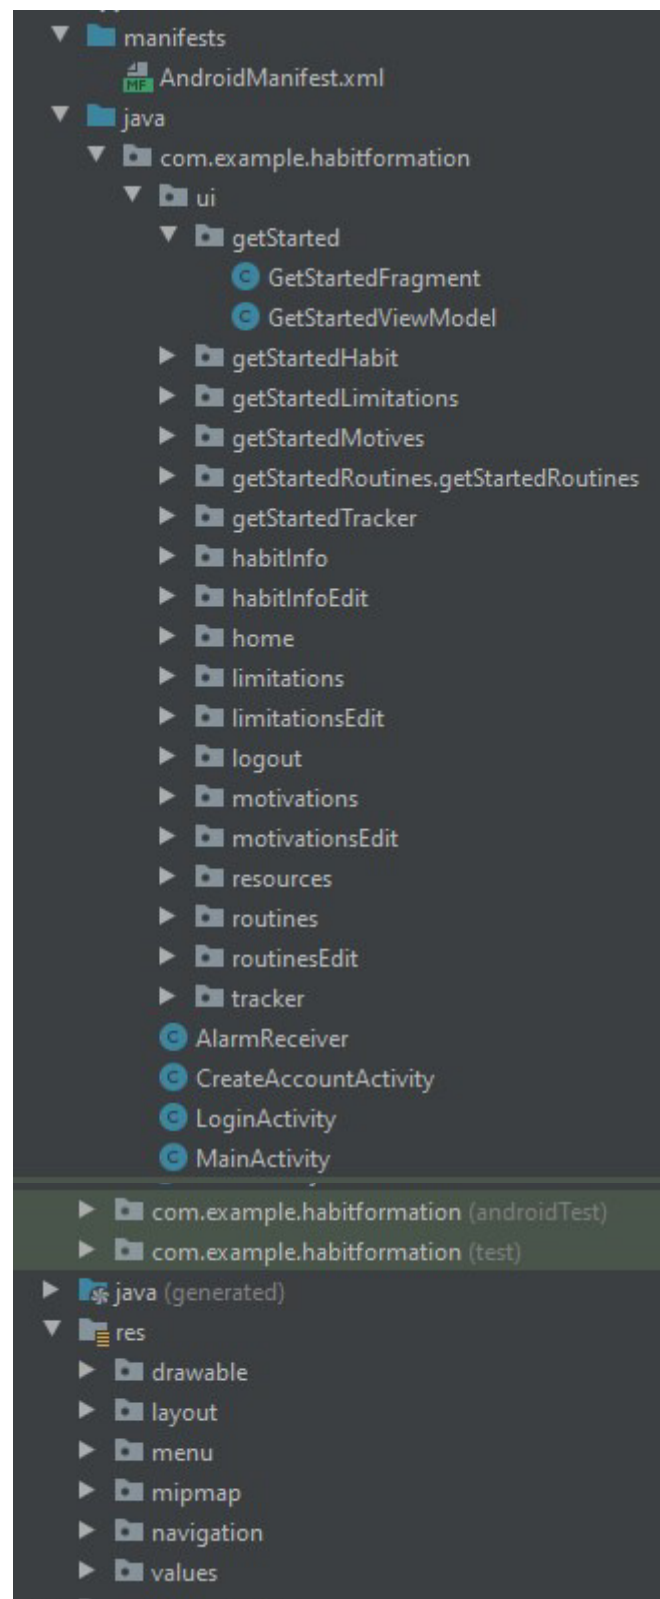 manifests
MF AndroidManifest.xml
java
com.example.habitformation
ui
getStarted
C GetStartedFragment
C GetStartedViewModel
getStartedHabit
getStartedLimitations
getStartedMotives
getStartedRoutines.getStartedRoutines
getStartedTracker
habitInfo
habitInfoEdit
home
limitations
limitationsEdit
logout
motivations
motivationsEdit
resources
routines
routinesEdit
tracker
C AlarmReceiver
C CreateAccountActivity
C LoginActivity
C MainActivity
com.example.habitformation (androidTest)
com.example.habitformation (test)
java (generated)
res
drawable
layout
menu
mipmap
navigation
values